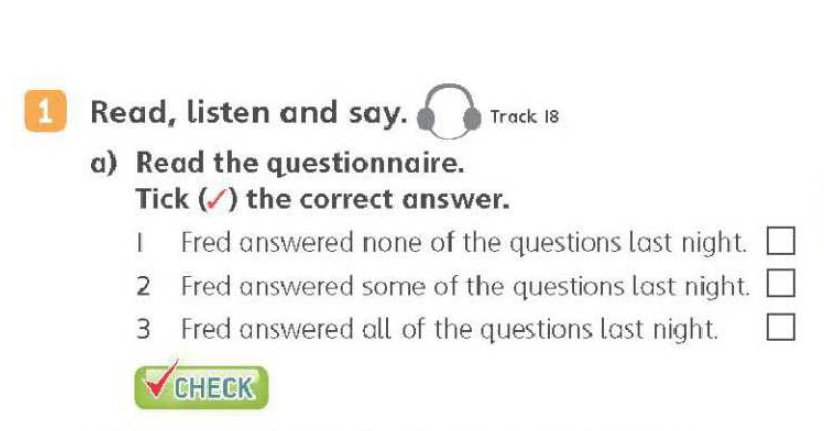 1 Read, listen and say. Track 18
a) Read the questionnaire.
Tick (✓) the correct answer.
1 Fred answered none of the questions last night.
2 Fred answered some of the questions last night.
3 Fred answered all of the questions last night.
CHECK